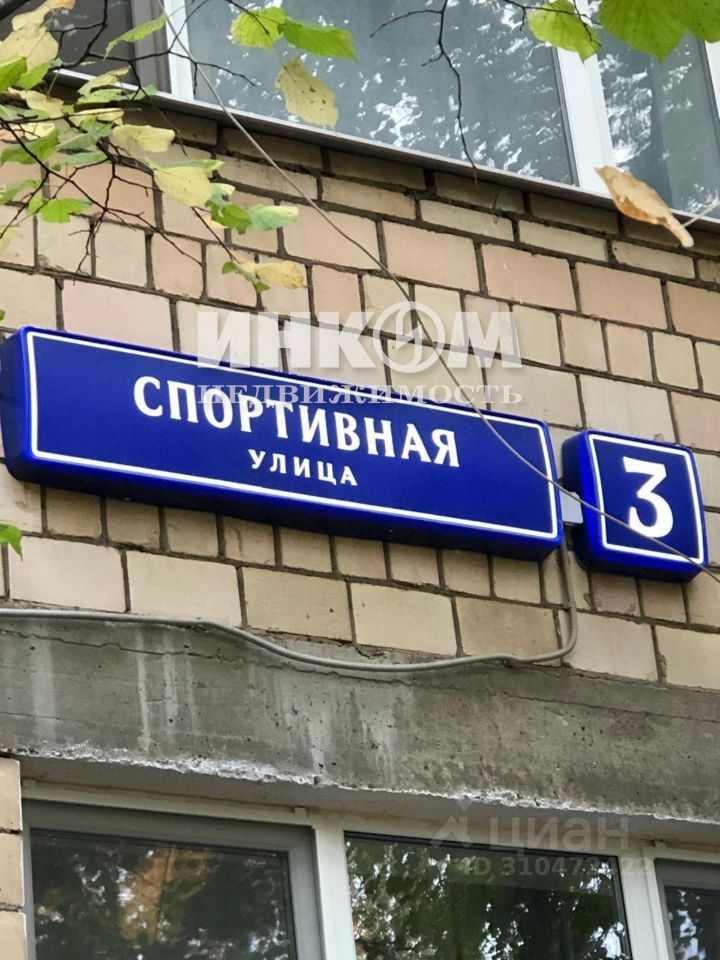 ИНКОМ
НЕДВИЖИМОСТЬ
СПОРТИВНАЯ
УЛИЦА
3
циан